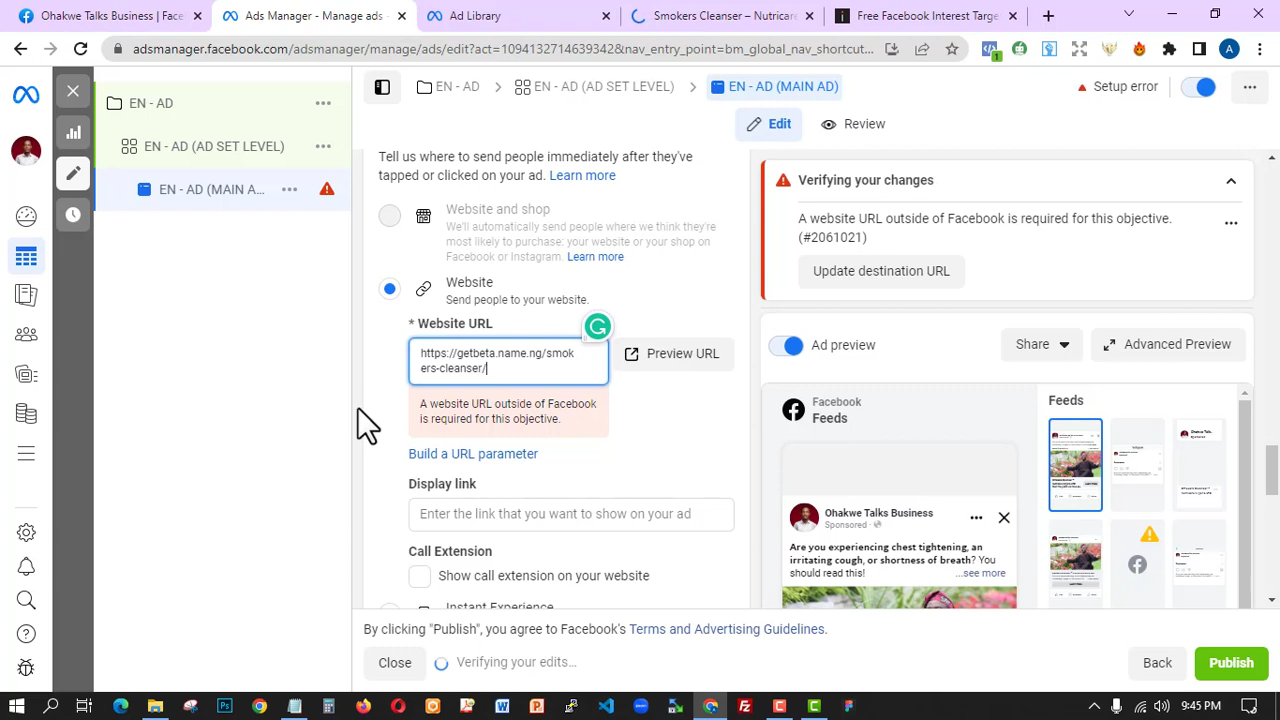 Ohakwe Talks Business | Face
Ads Manager - Manage ads -
Ad Library
Smokers Cleanser – Nutricare
Free Facebook Interest Target
adsmanager.facebook.com/adsmanager/manage/ads/edit?act=1094132714639342&nav_entry_point=bm_global_nav_shortcut...
1
A
EN - AD
EN - AD (AD SET LEVEL)
EN - AD (MAIN AD)
Setup error
Edit
Review
EN - AD
EN - AD (AD SET LEVEL)
EN - AD (MAIN A...
Tell us where to send people immediately after they've
tapped or clicked on your ad. Learn more
Website and shop
We'll automatically send people where we think they're
most likely to purchase: your website or your shop on
Facebook or Instagram. Learn more
Website
Send people to your website.
* Website URL
https://getbeta.name.ng/smok
ers-cleanser/
Preview URL
A website URL outside of Facebook
is required for this objective.
Build a URL parameter
Display link
Enter the link that you want to show on your ad
Call Extension
Show call extension on your website
Instant Experience
Verifying your changes
A website URL outside of Facebook is required for this objective.
(#2061021)
Update destination URL
Ad preview
Share
Advanced Preview
Facebook
Feeds
Feeds
Ohakwe Talks Business
Sponsored
Are you experiencing chest tightening, an
irritating cough, or shortness of breath? You
should read this!
...see more
By clicking "Publish", you agree to Facebook's Terms and Advertising Guidelines.
Close
Verifying your edits...
Back
Publish
9:45 PM